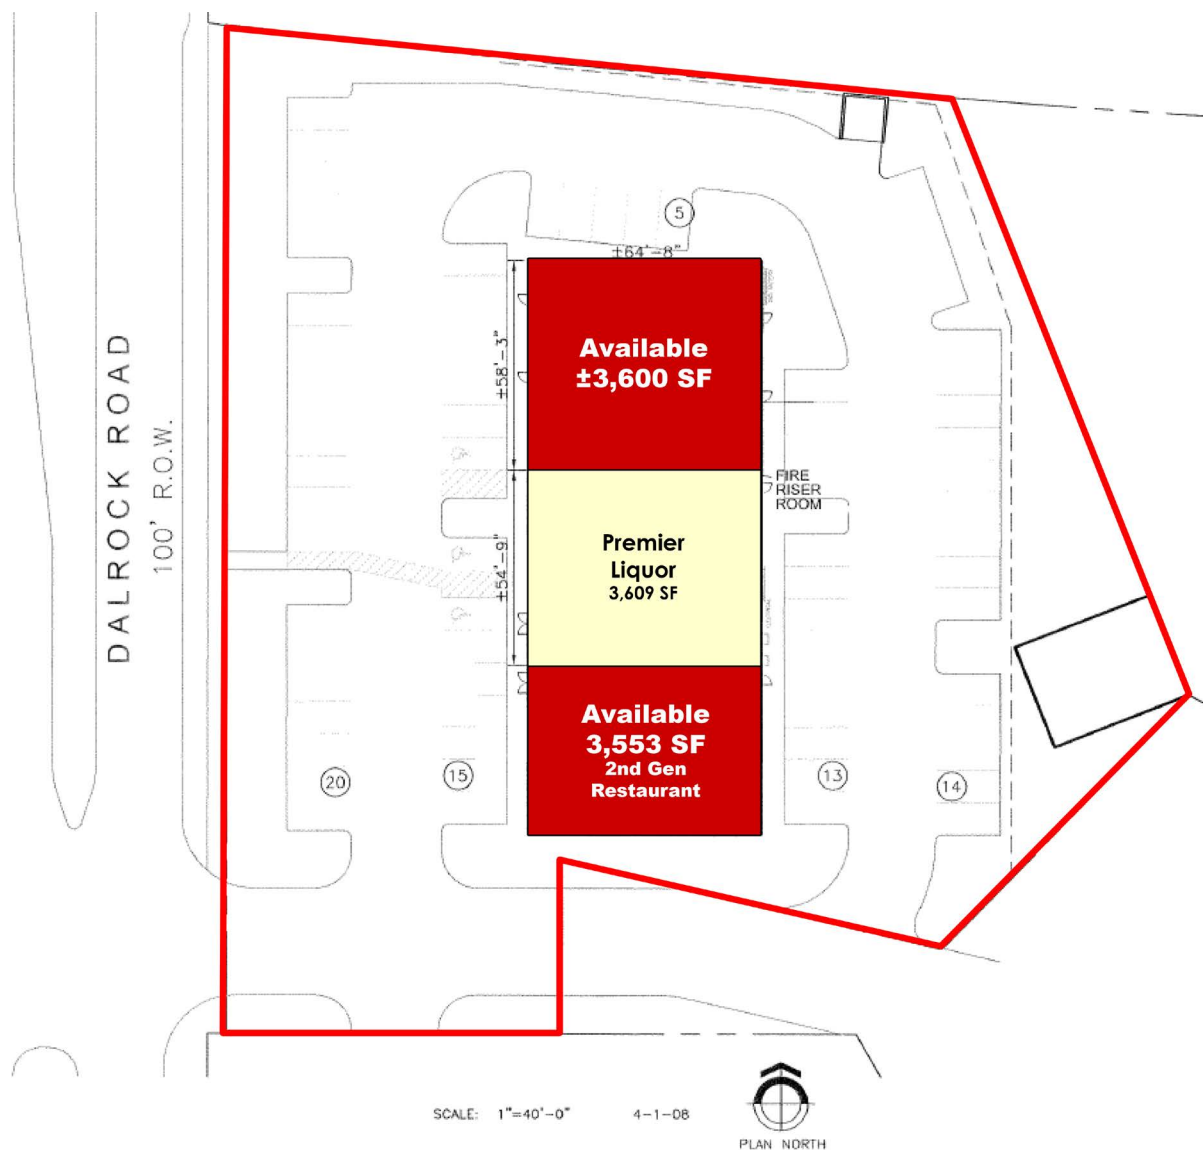 5
±64'-8"
±58'-3"
Available
±3,600 SF
DALROCK ROAD
100' R.O.W.
FIRE
RISER
ROOM
±54'-9"
Premier
Liquor
3,609 SF
Available
3,553 SF
2nd Gen
Restaurant
20
15
13
14
SCALE: 1"=40'-0"
4-1-08
PLAN NORTH